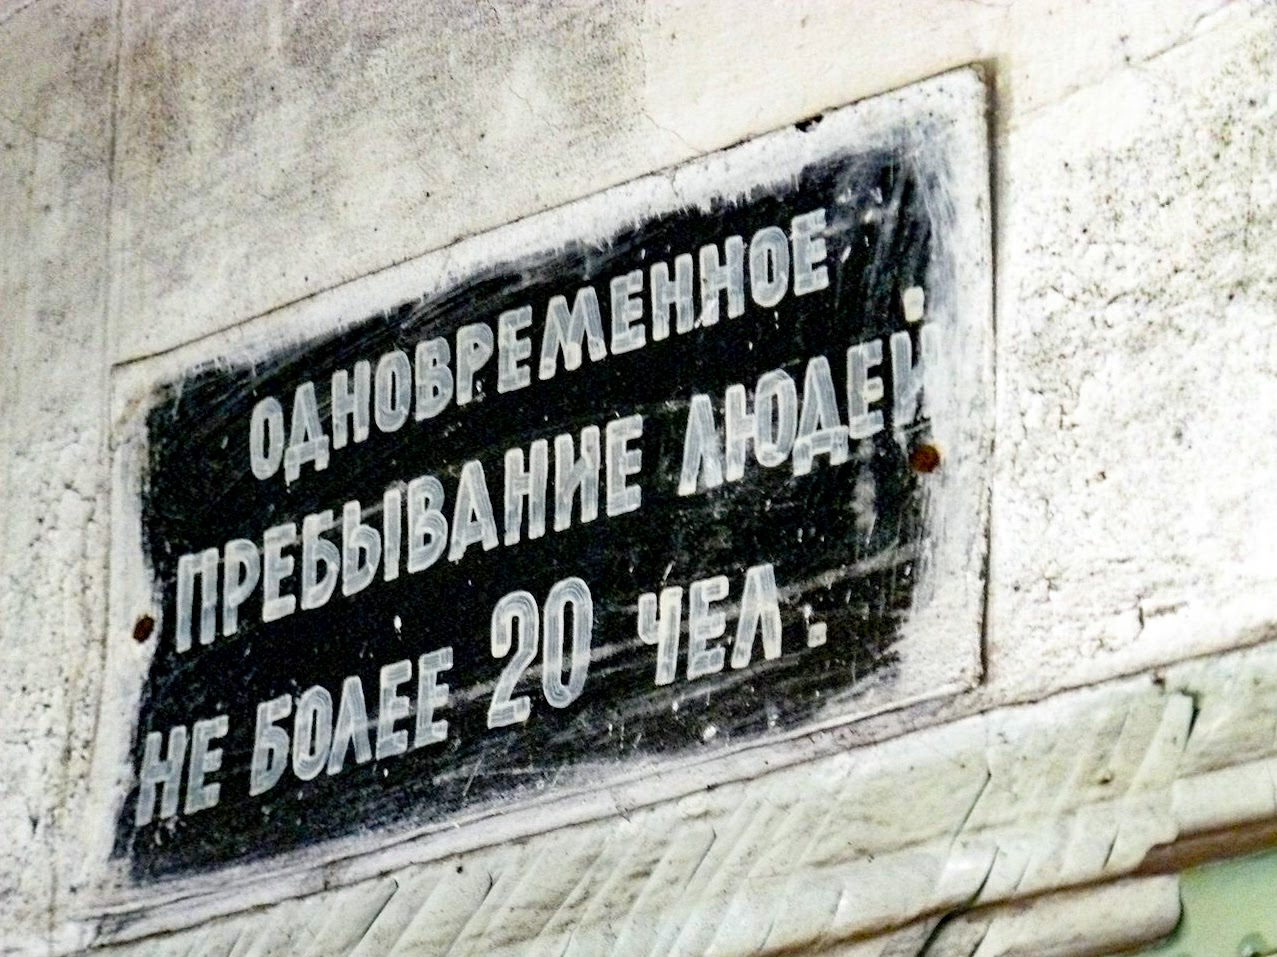 ОДНОВРЕМЕННОЕ
ПРЕБЫВАНИЕ ЛЮДЕЙ
НЕ БОЛЕЕ 20 ЧЕЛ.